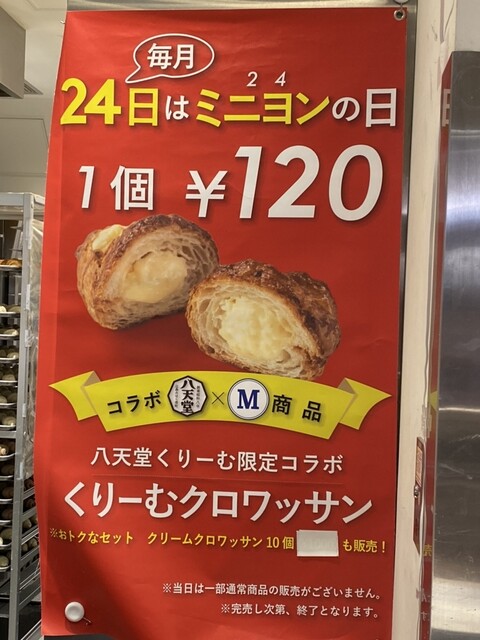 毎月
2 4
24日はミニヨンの日
1個 ¥120
コラボ 八天堂 × M 商品
八天堂くりーむ限定コラボ
くりーむクロワッサン
※おトクなセット クリームクロワッサン10個 も販売!
※当日は一部通常商品の販売がございません。
※完売し次第、終了となります。